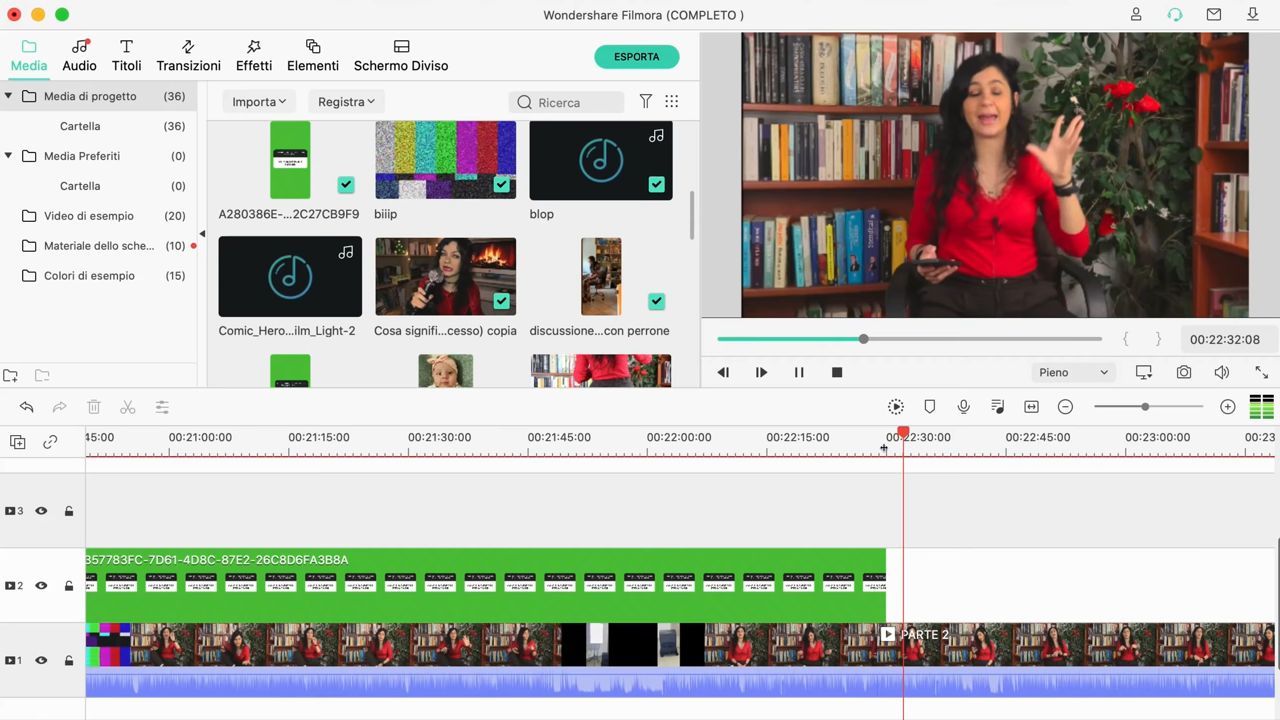 Wondershare Filmora (COMPLETO )
Media
Audio
Titoli
Transizioni
Effetti
Elementi
Schermo Diviso
ESPORTA
Media di progetto (36)
Cartella (36)
Media Preferiti (0)
Cartella (0)
Video di esempio (20)
Materiale dello sche... (10)
Colori di esempio (15)
Importa
Registra
Ricerca
A280386E-...2C27CB9F9
biiip
blop
Comic_Hero...ilm_Light-2
Cosa signifi...cesso) copia
discussione...con perrone
00:22:32:08
Pieno
45:00
00:21:00:00
00:21:15:00
00:21:30:00
00:21:45:00
00:22:00:00
00:22:15:00
00:22:30:00
00:22:45:00
00:23:00:00
00:23
3
357783FC-7D61-4D8C-87E2-26C8D6FA3B8A
2
PARTE 2
1